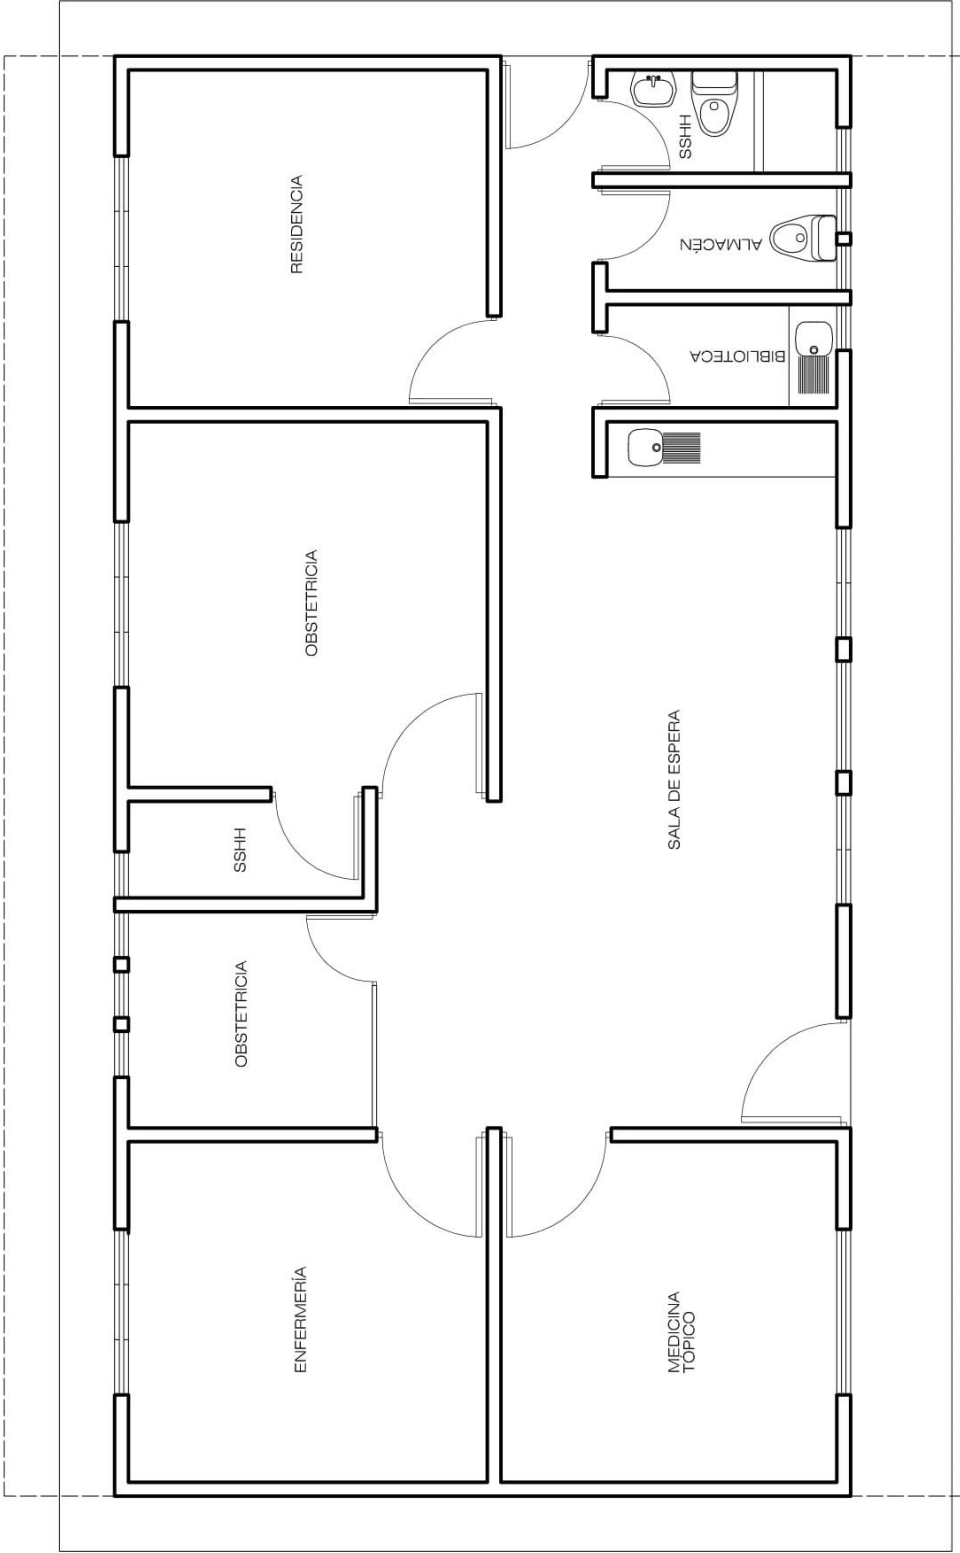 RESIDENCIA
SSHH
ALMACÉN
BIBLIOTECA
OBSTETRICIA
SALA DE ESPERA
SSHH
OBSTETRICIA
ENFERMERÍA
MEDICINA
TÓPICO